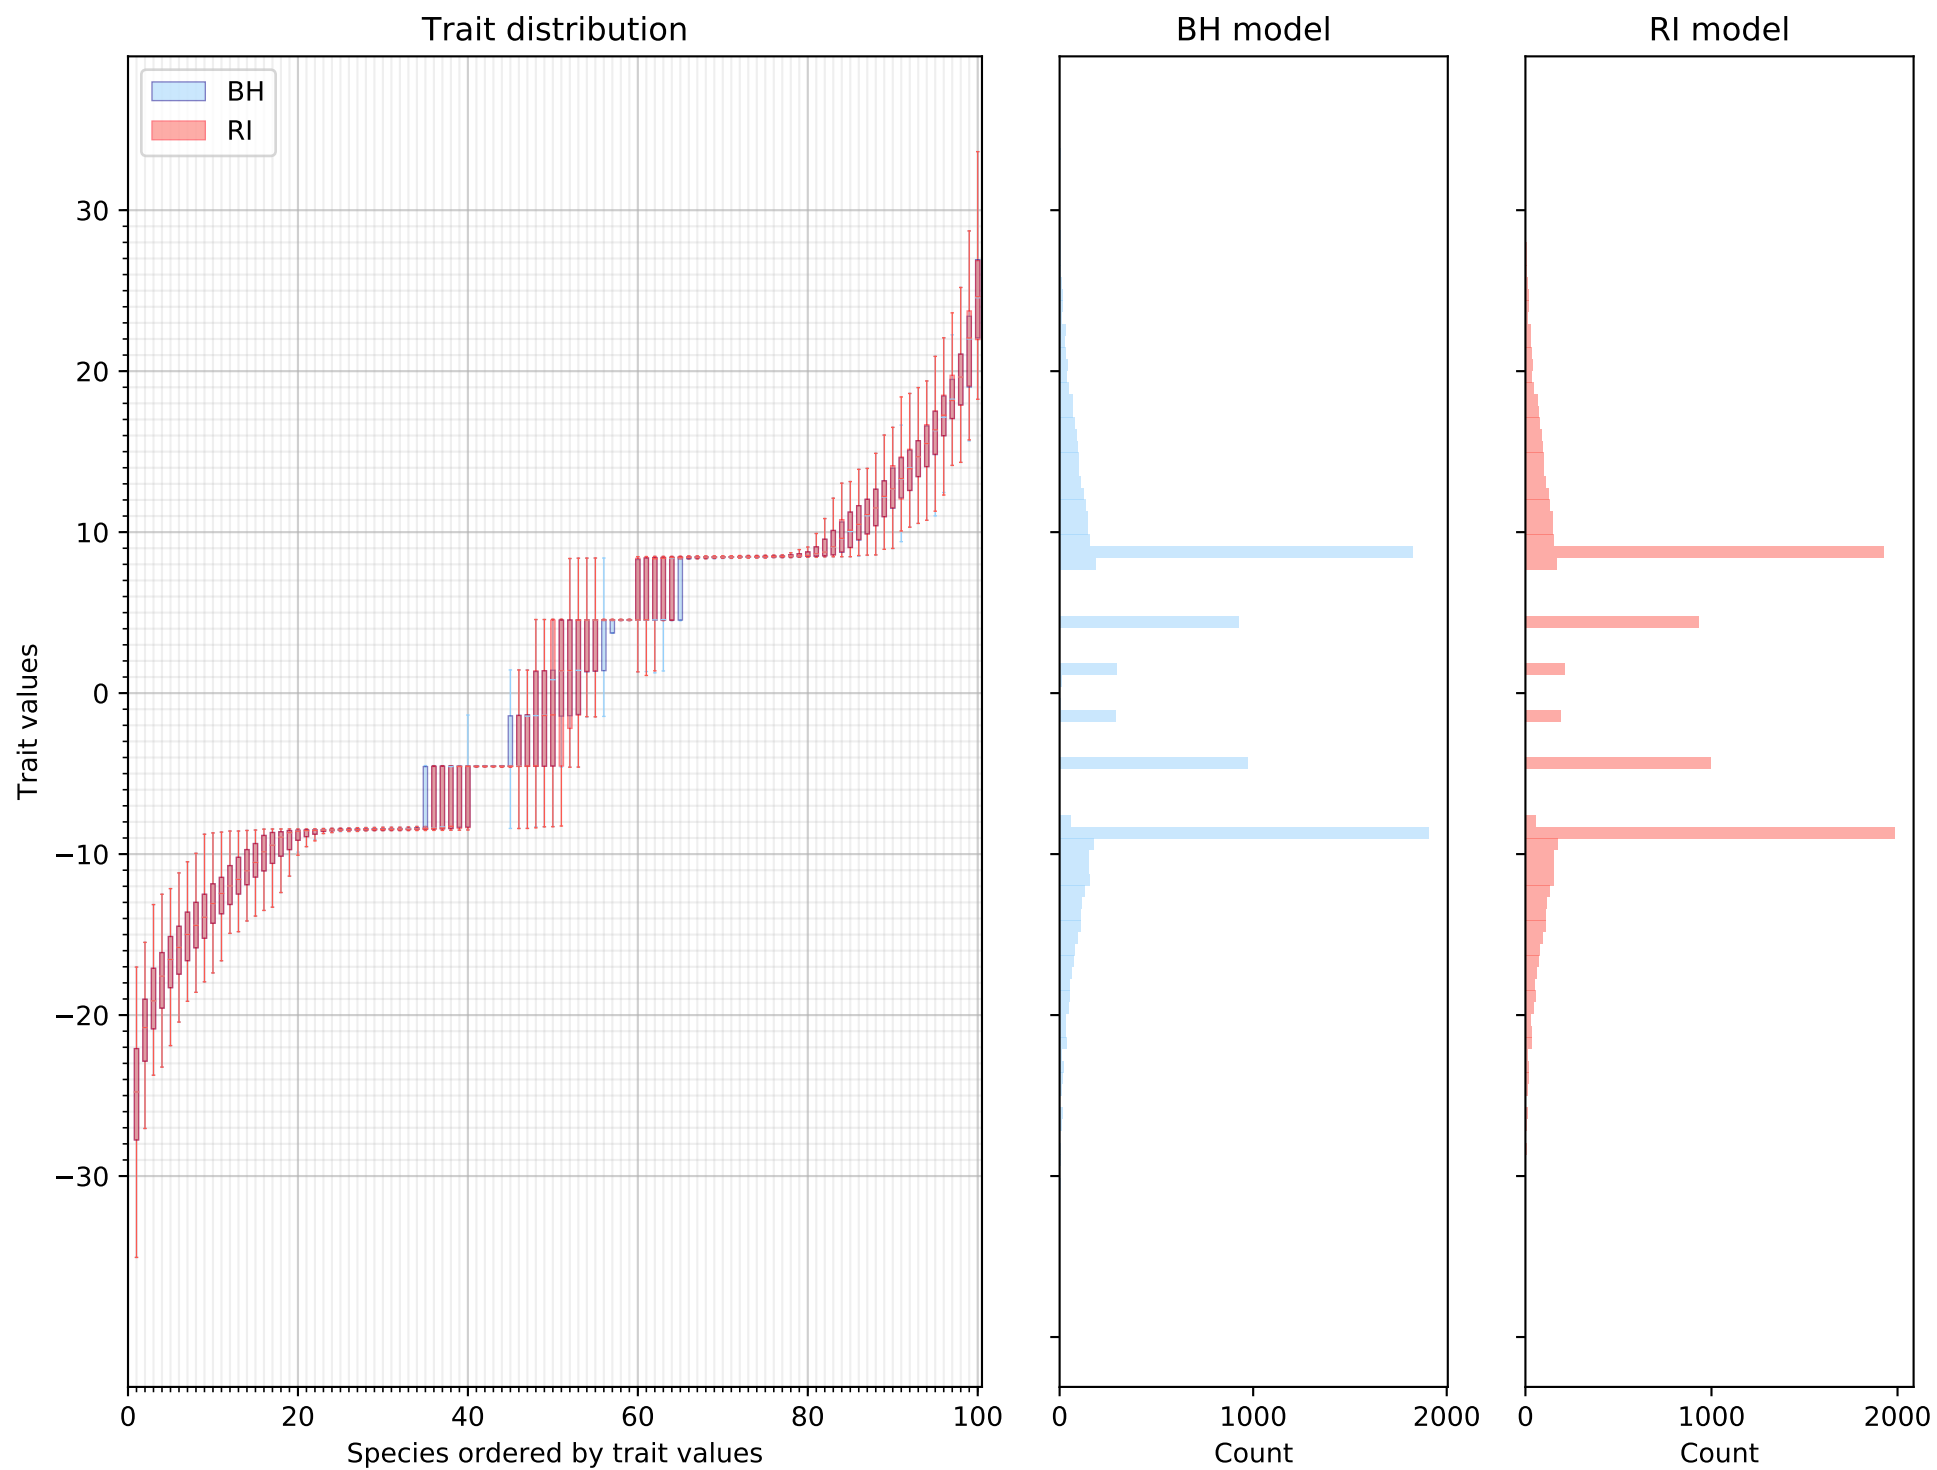 Trait distribution
BH model
RI model
BH
RI
30
20
10
0
−10
−20
−30
Trait values
0 20 40 60 80 100
0 1000 2000
0 1000 2000
Species ordered by trait values
Count
Count